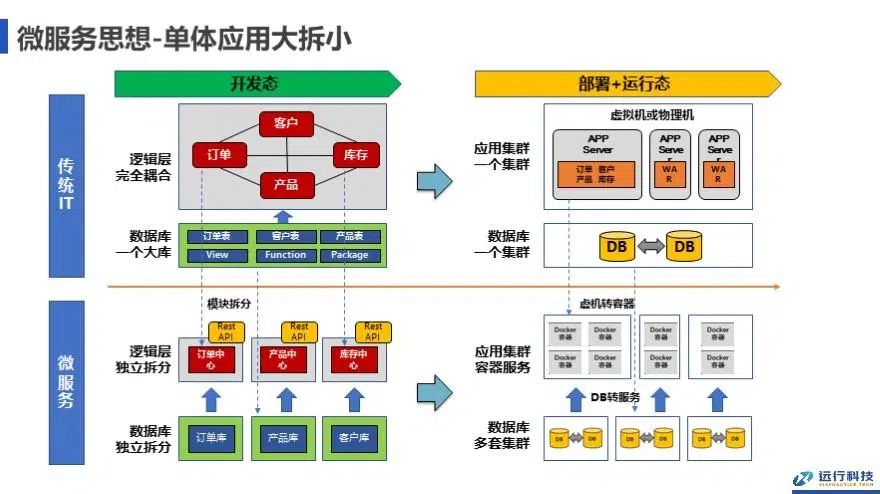 微服务思想-单体应用大拆小
开发态
部署+运行态
传统IT
逻辑层
完全耦合
客户
订单
库存
产品
应用集群
一个集群
虚拟机或物理机
APP
Server
订单 客户
产品 库存
APP
Serve
r
WA
R
APP
Serve
r
WA
R
数据库
一个大库
订单表
客户表
产品表
View
Function
Package
数据库
一个集群
DB
DB
模块拆分
虚机转容器
微服务
逻辑层
独立拆分
Rest
API
订单中
心
Rest
API
产品中
心
Rest
API
库存中
心
应用集群
容器服务
Docker
容器
Docker
容器
Docker
容器
Docker
容器
Docker
容器
Docker
容器
Docker
容器
Docker
容器
DB转服务
数据库
独立拆分
订单库
产品库
客户库
数据库
多套集群
DB
DB
DB
DB
DB
DB
远行科技
VISPRACTICE TECH